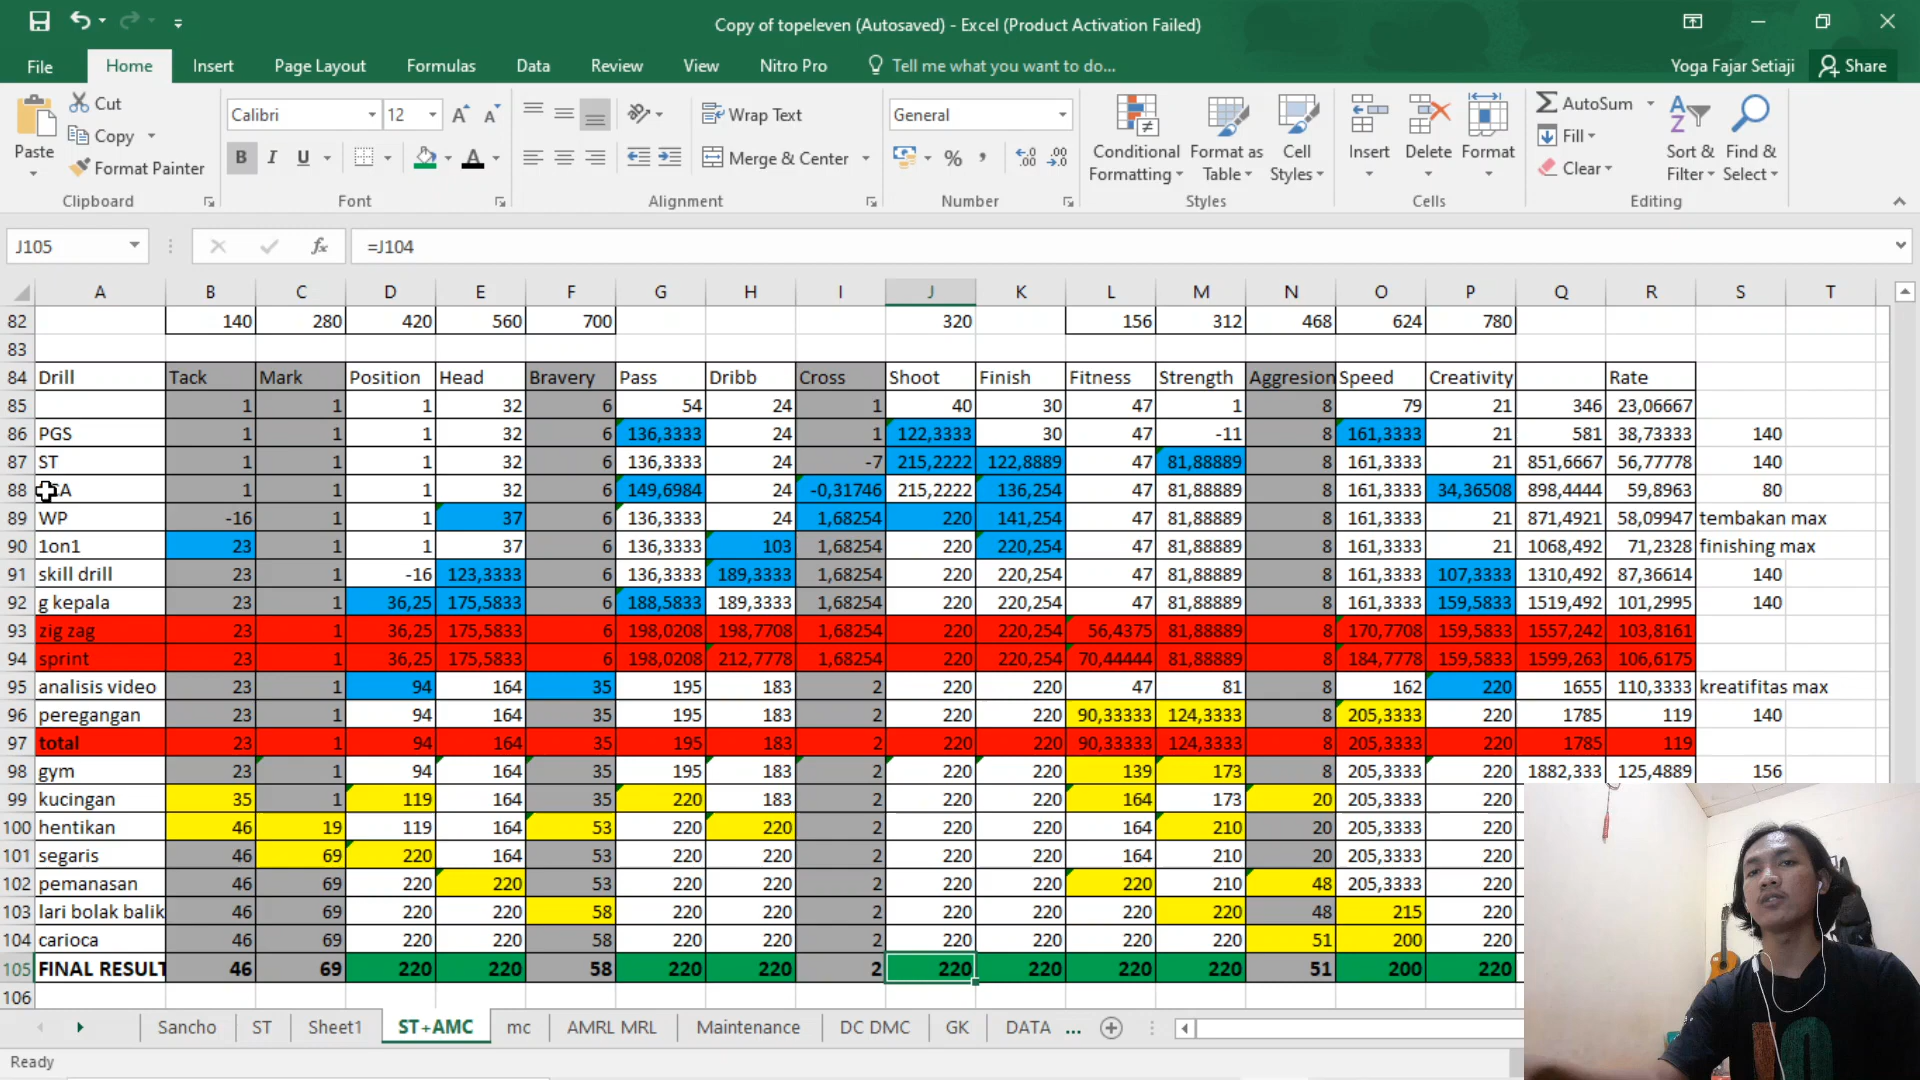 Copy of topeleven (Autosaved) - Excel (Product Activation Failed)
File Home Insert Page Layout Formulas Data Review View Nitro Pro Tell me what you want to do... Yoga Fajar Setiaji Share
Paste Cut Copy Format Painter
Calibri 12 B I U A
Wrap Text Merge & Center
General % ,
Conditional Formatting Format as Table Cell Styles
Insert Delete Format
AutoSum Fill Clear Sort & Filter Find & Select
Clipboard Font Alignment Number Styles Cells Editing
J105 fx =J104
A B C D E F G H I J K L M N O P Q R S T
82 140 280 420 560 700 320 156 312 468 624 780
83
84 Drill Tack Mark Position Head Bravery Pass Dribb Cross Shoot Finish Fitness Strength Aggresion Speed Creativity Rate
85 1 1 1 32 6 54 24 1 40 30 47 1 8 79 21 346 23,06667
86 PGS 1 1 1 32 6 136,3333 24 1 122,3333 30 47 -11 8 161,3333 21 581 38,73333 140
87 ST 1 1 1 32 6 136,3333 24 -7 215,2222 122,8889 47 81,88889 8 161,3333 21 851,6667 56,77778 140
88 1 1 1 32 6 149,6984 24 -0,31746 215,2222 136,254 47 81,88889 8 161,3333 34,36508 898,4444 59,8963 80
89 WP -16 1 1 37 6 136,3333 24 1,68254 220 141,254 47 81,88889 8 161,3333 21 871,4921 58,09947 tembakan max
90 1on1 23 1 1 37 6 136,3333 103 1,68254 220 220,254 47 81,88889 8 161,3333 21 1068,492 71,2328 finishing max
91 skill drill 23 1 -16 123,3333 6 136,3333 189,3333 1,68254 220 220,254 47 81,88889 8 161,3333 107,3333 1310,492 87,36614 140
92 g kepala 23 1 36,25 175,5833 6 188,5833 189,3333 1,68254 220 220,254 47 81,88889 8 161,3333 159,5833 1519,492 101,2995 140
93 zig zag 23 1 36,25 175,5833 6 198,0208 198,7708 1,68254 220 220,254 56,4375 81,88889 8 170,7708 159,5833 1557,242 103,8161
94 sprint 23 1 36,25 175,5833 6 198,0208 212,7778 1,68254 220 220,254 70,44444 81,88889 8 184,7778 159,5833 1599,263 106,6175
95 analisis video 23 1 94 164 35 195 183 2 220 220 47 81 8 162 220 1655 110,3333 kreatifitas max
96 peregangan 23 1 94 164 35 195 183 2 220 220 90,33333 124,3333 8 205,3333 220 1785 119 140
97 total 23 1 94 164 35 195 183 2 220 220 90,33333 124,3333 8 205,3333 220 1785 119
98 gym 23 1 94 164 35 195 183 2 220 220 139 173 8 205,3333 220 1882,333 125,4889 156
99 kucingan 35 1 119 164 35 220 183 2 220 220 164 173 20 205,3333 220
100 hentikan 46 19 119 164 53 220 220 2 220 220 164 210 20 205,3333 220
101 segaris 46 69 220 164 53 220 220 2 220 220 164 210 20 205,3333 220
102 pemanasan 46 69 220 220 53 220 220 2 220 220 220 210 48 205,3333 220
103 lari bolak balik 46 69 220 220 58 220 220 2 220 220 220 220 48 215 220
104 carioca 46 69 220 220 58 220 220 2 220 220 220 220 51 200 220
105 FINAL RESULT 46 69 220 220 58 220 220 2 220 220 220 220 51 200 220
106
Sancho ST Sheet1 ST+AMC mc AMRL MRL Maintenance DC DMC GK DATA ...
Ready